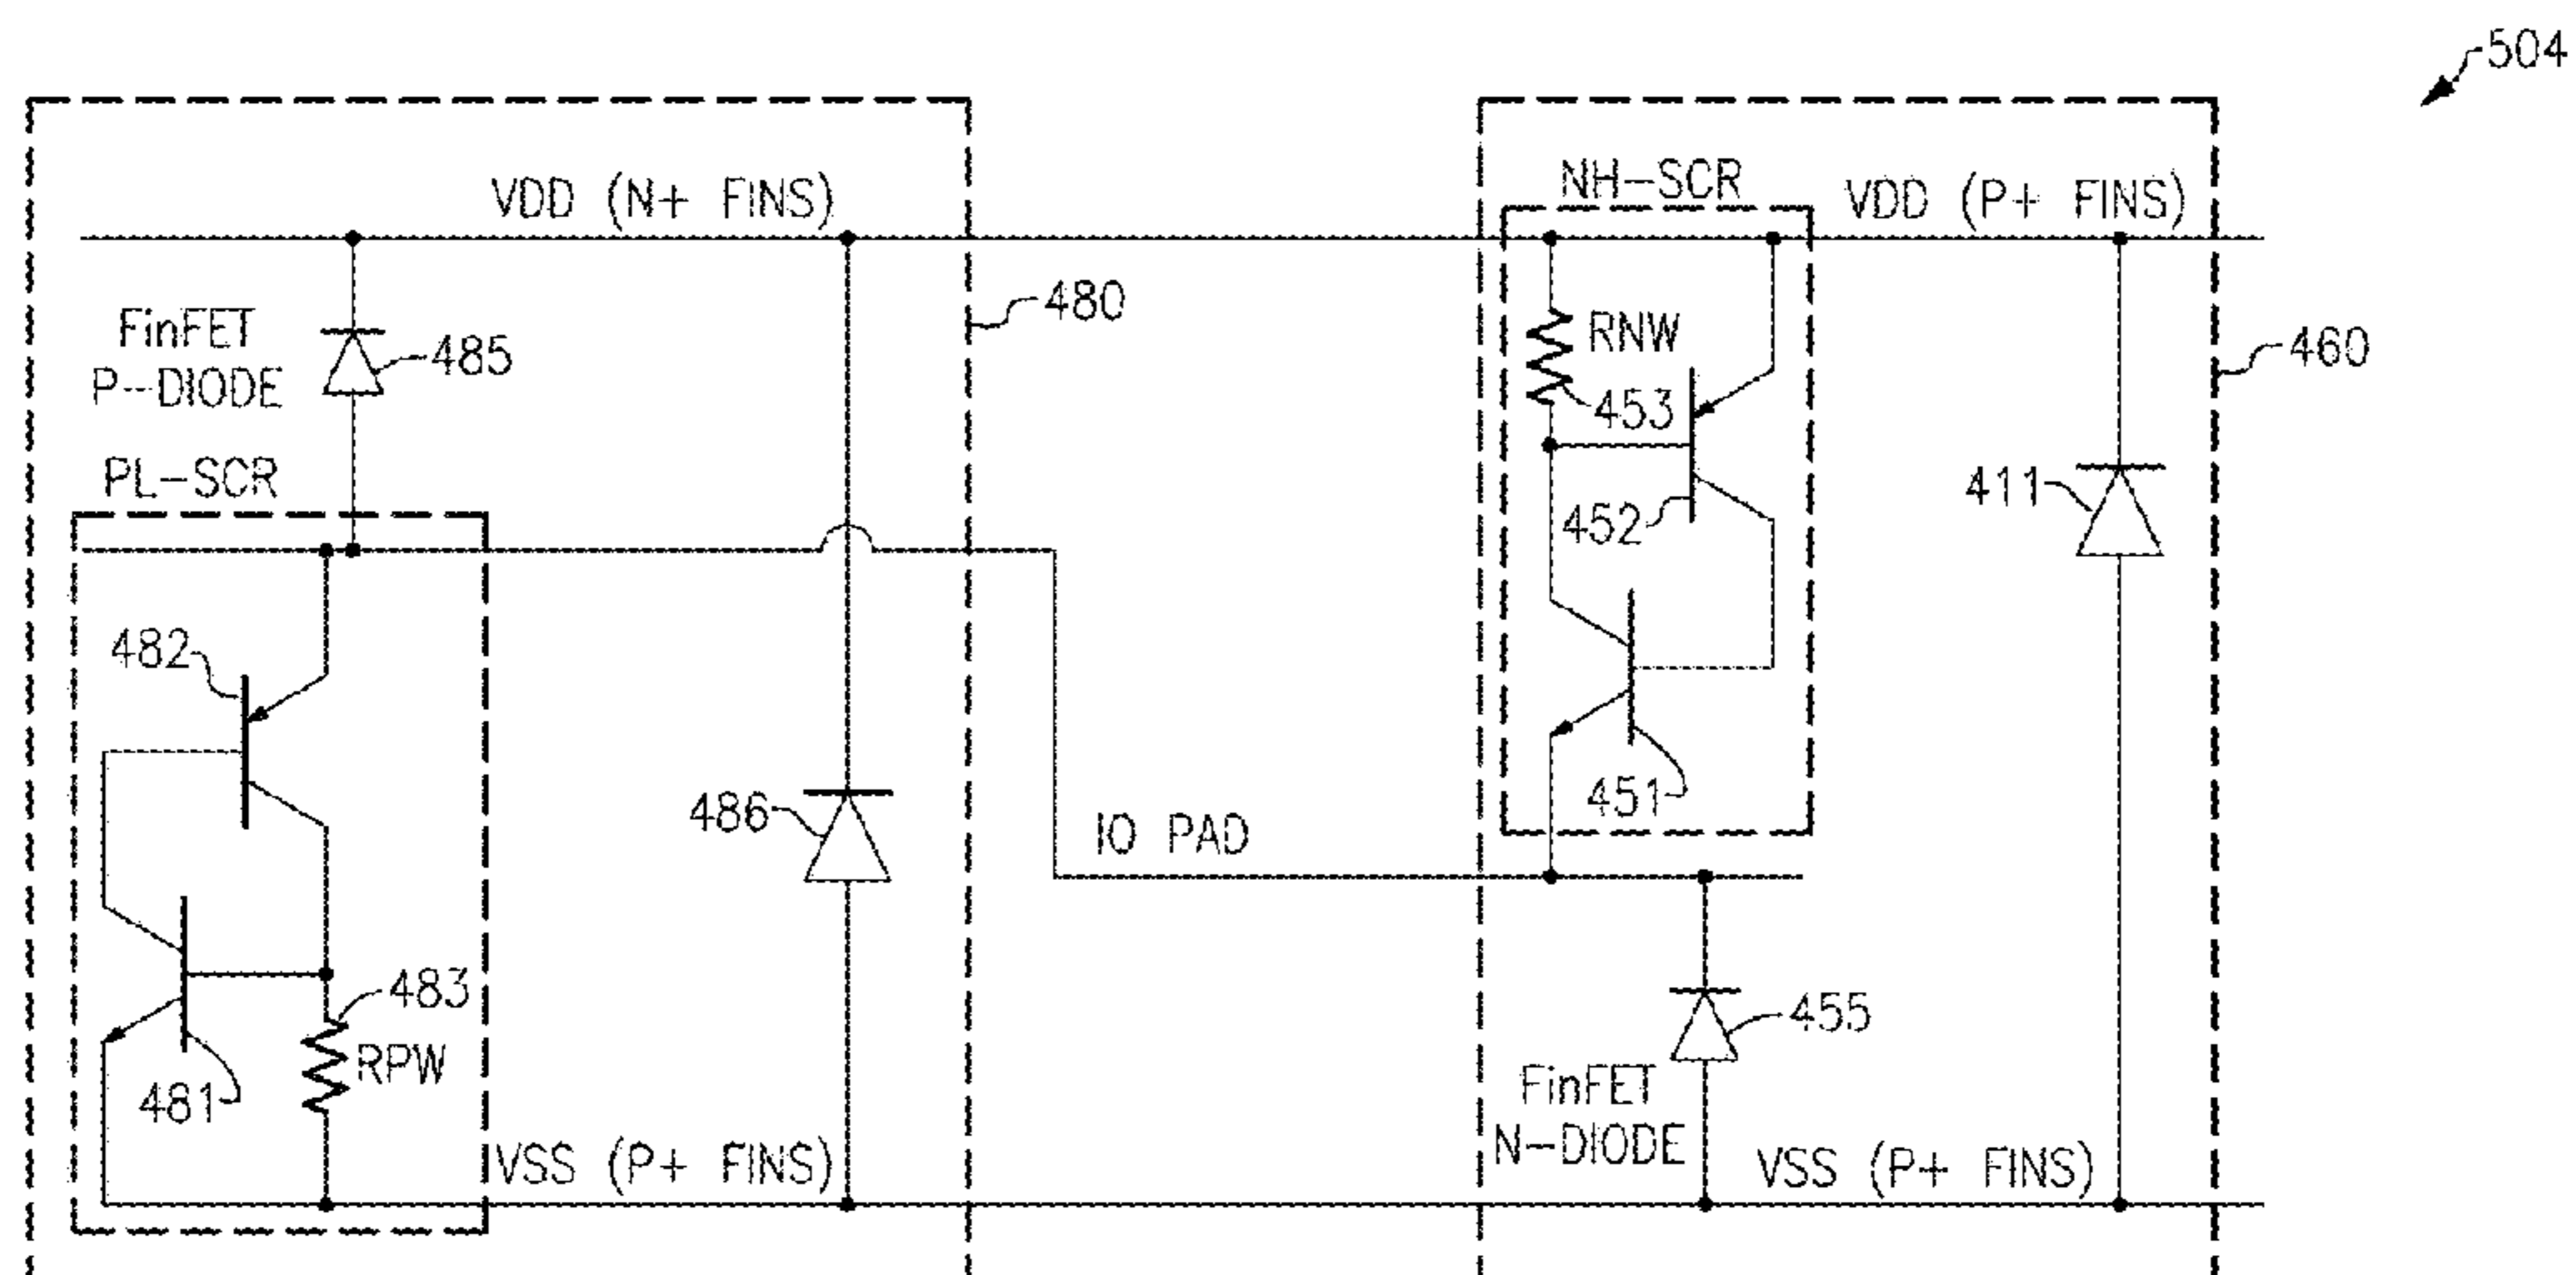 504
NH-SCR
VDD (N+ FINS)
VDD (P+ FINS)
480
FinFET
P-DIODE
485
RNW
453
460
PL-SCR
411
452
482
486
451
IO PAD
483
RPW
481
455
FinFET
N-DIODE
VSS (P+ FINS)
VSS (P+ FINS)